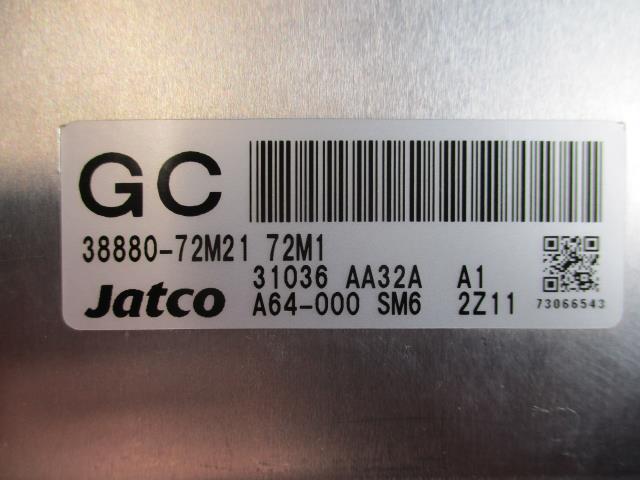 GC
38880-72M21 72M1
31036 AA32A A1
Jatco A64-000 SM6 2Z11
73066543